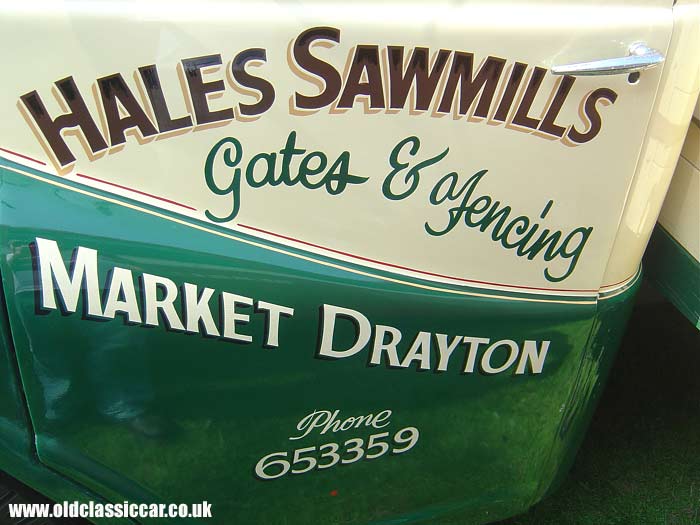 HALES SAWMILLS
Gates & Fencing
MARKET DRAYTON
Phone
653359
www.oldclassiccar.co.uk